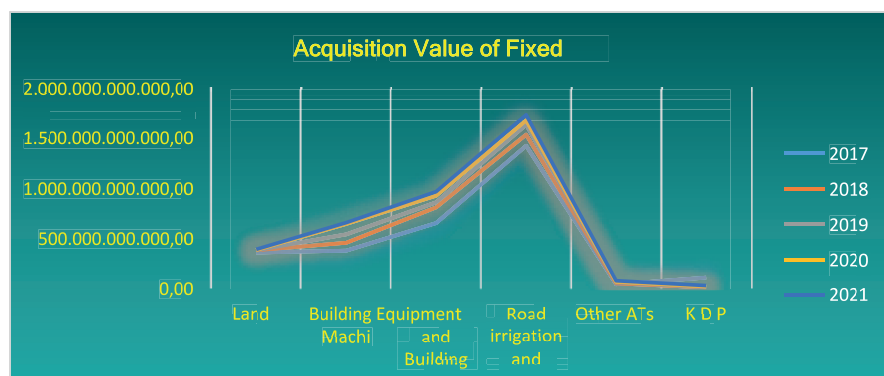 Acquisition Value of Fixed
2.000.000.000.000,00
1.500.000.000.000,00
1.000.000.000.000,00
500.000.000.000,00
0,00
Land
Building Equipment
Road
Other ATs
K D P
Machi
and
irrigation
Building
and
2017
2018
2019
2020
2021